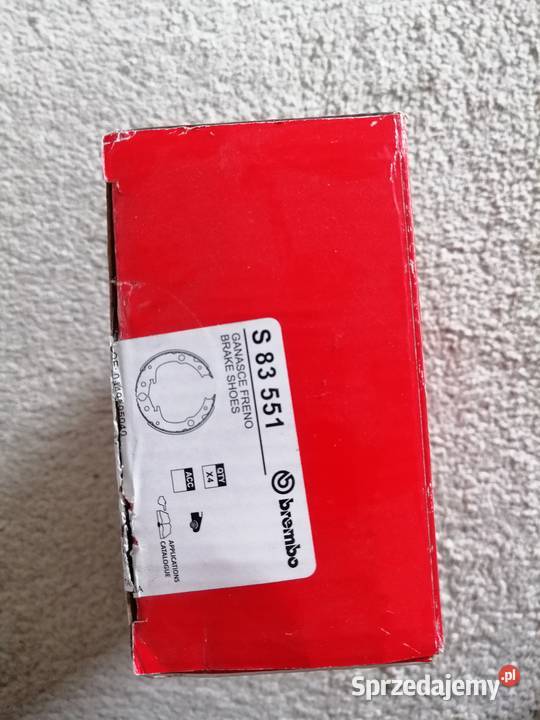 S 83 551
GANASCE FRENO
BRAKE SHOES
QTY
X4
ACC
brembo
APPLICATIONS
CATALOGUE
Sprzedajemy.pl